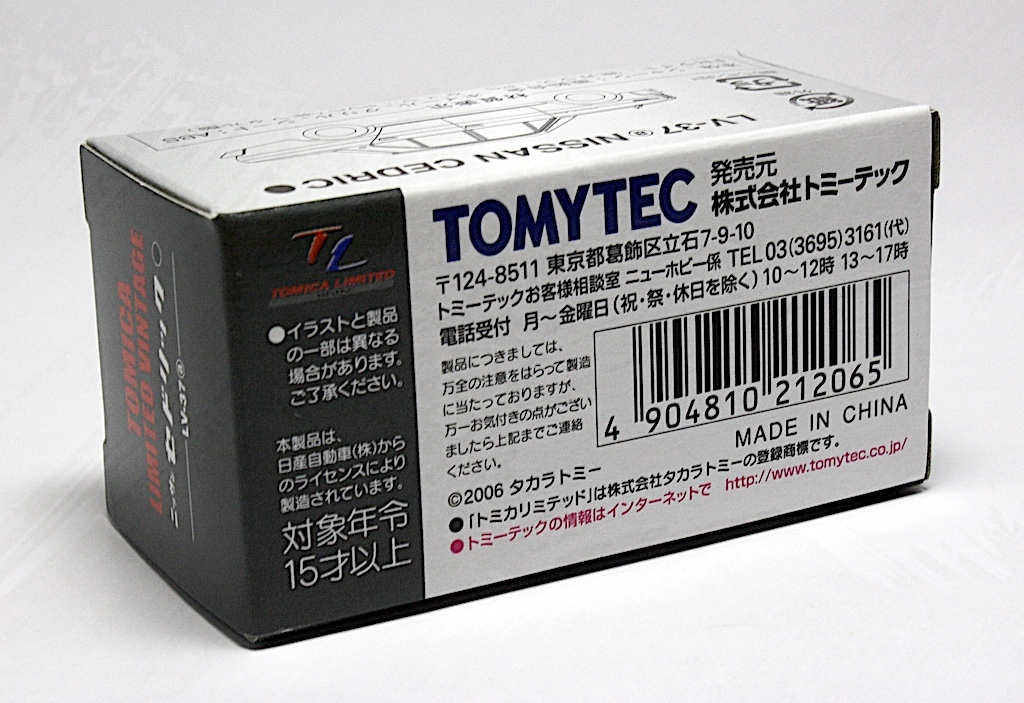 LV-37ⓐ NISSAN CEDRIC
TOMICA
LIMITED VINTAGE
TL
TOMICA LIMITED
●イラストと製品
の一部は異なる
場合があります。
ご了承ください。
本製品は、
日産自動車(株)から
のライセンスにより
製造されています。
対象年令
15才以上
TOMYTEC
発売元
株式会社トミーテック
〒124-8511 東京都葛飾区立石7-9-10
トミーテックお客様相談室 ニューホビー係 TEL 03(3695)3161(代)
電話受付 月〜金曜日(祝・祭・休日を除く) 10〜12時 13〜17時
製品につきましては、
万全の注意をはらって製造
に当たっておりますが、
万一お気付きの点がござい
ましたら上記までご連絡
ください。
4 904810 212065
MADE IN CHINA
©2006 タカラトミー
●「トミカリミテッド」は株式会社タカラトミーの登録商標です。
●トミーテックの情報はインターネットで http://www.tomytec.co.jp/